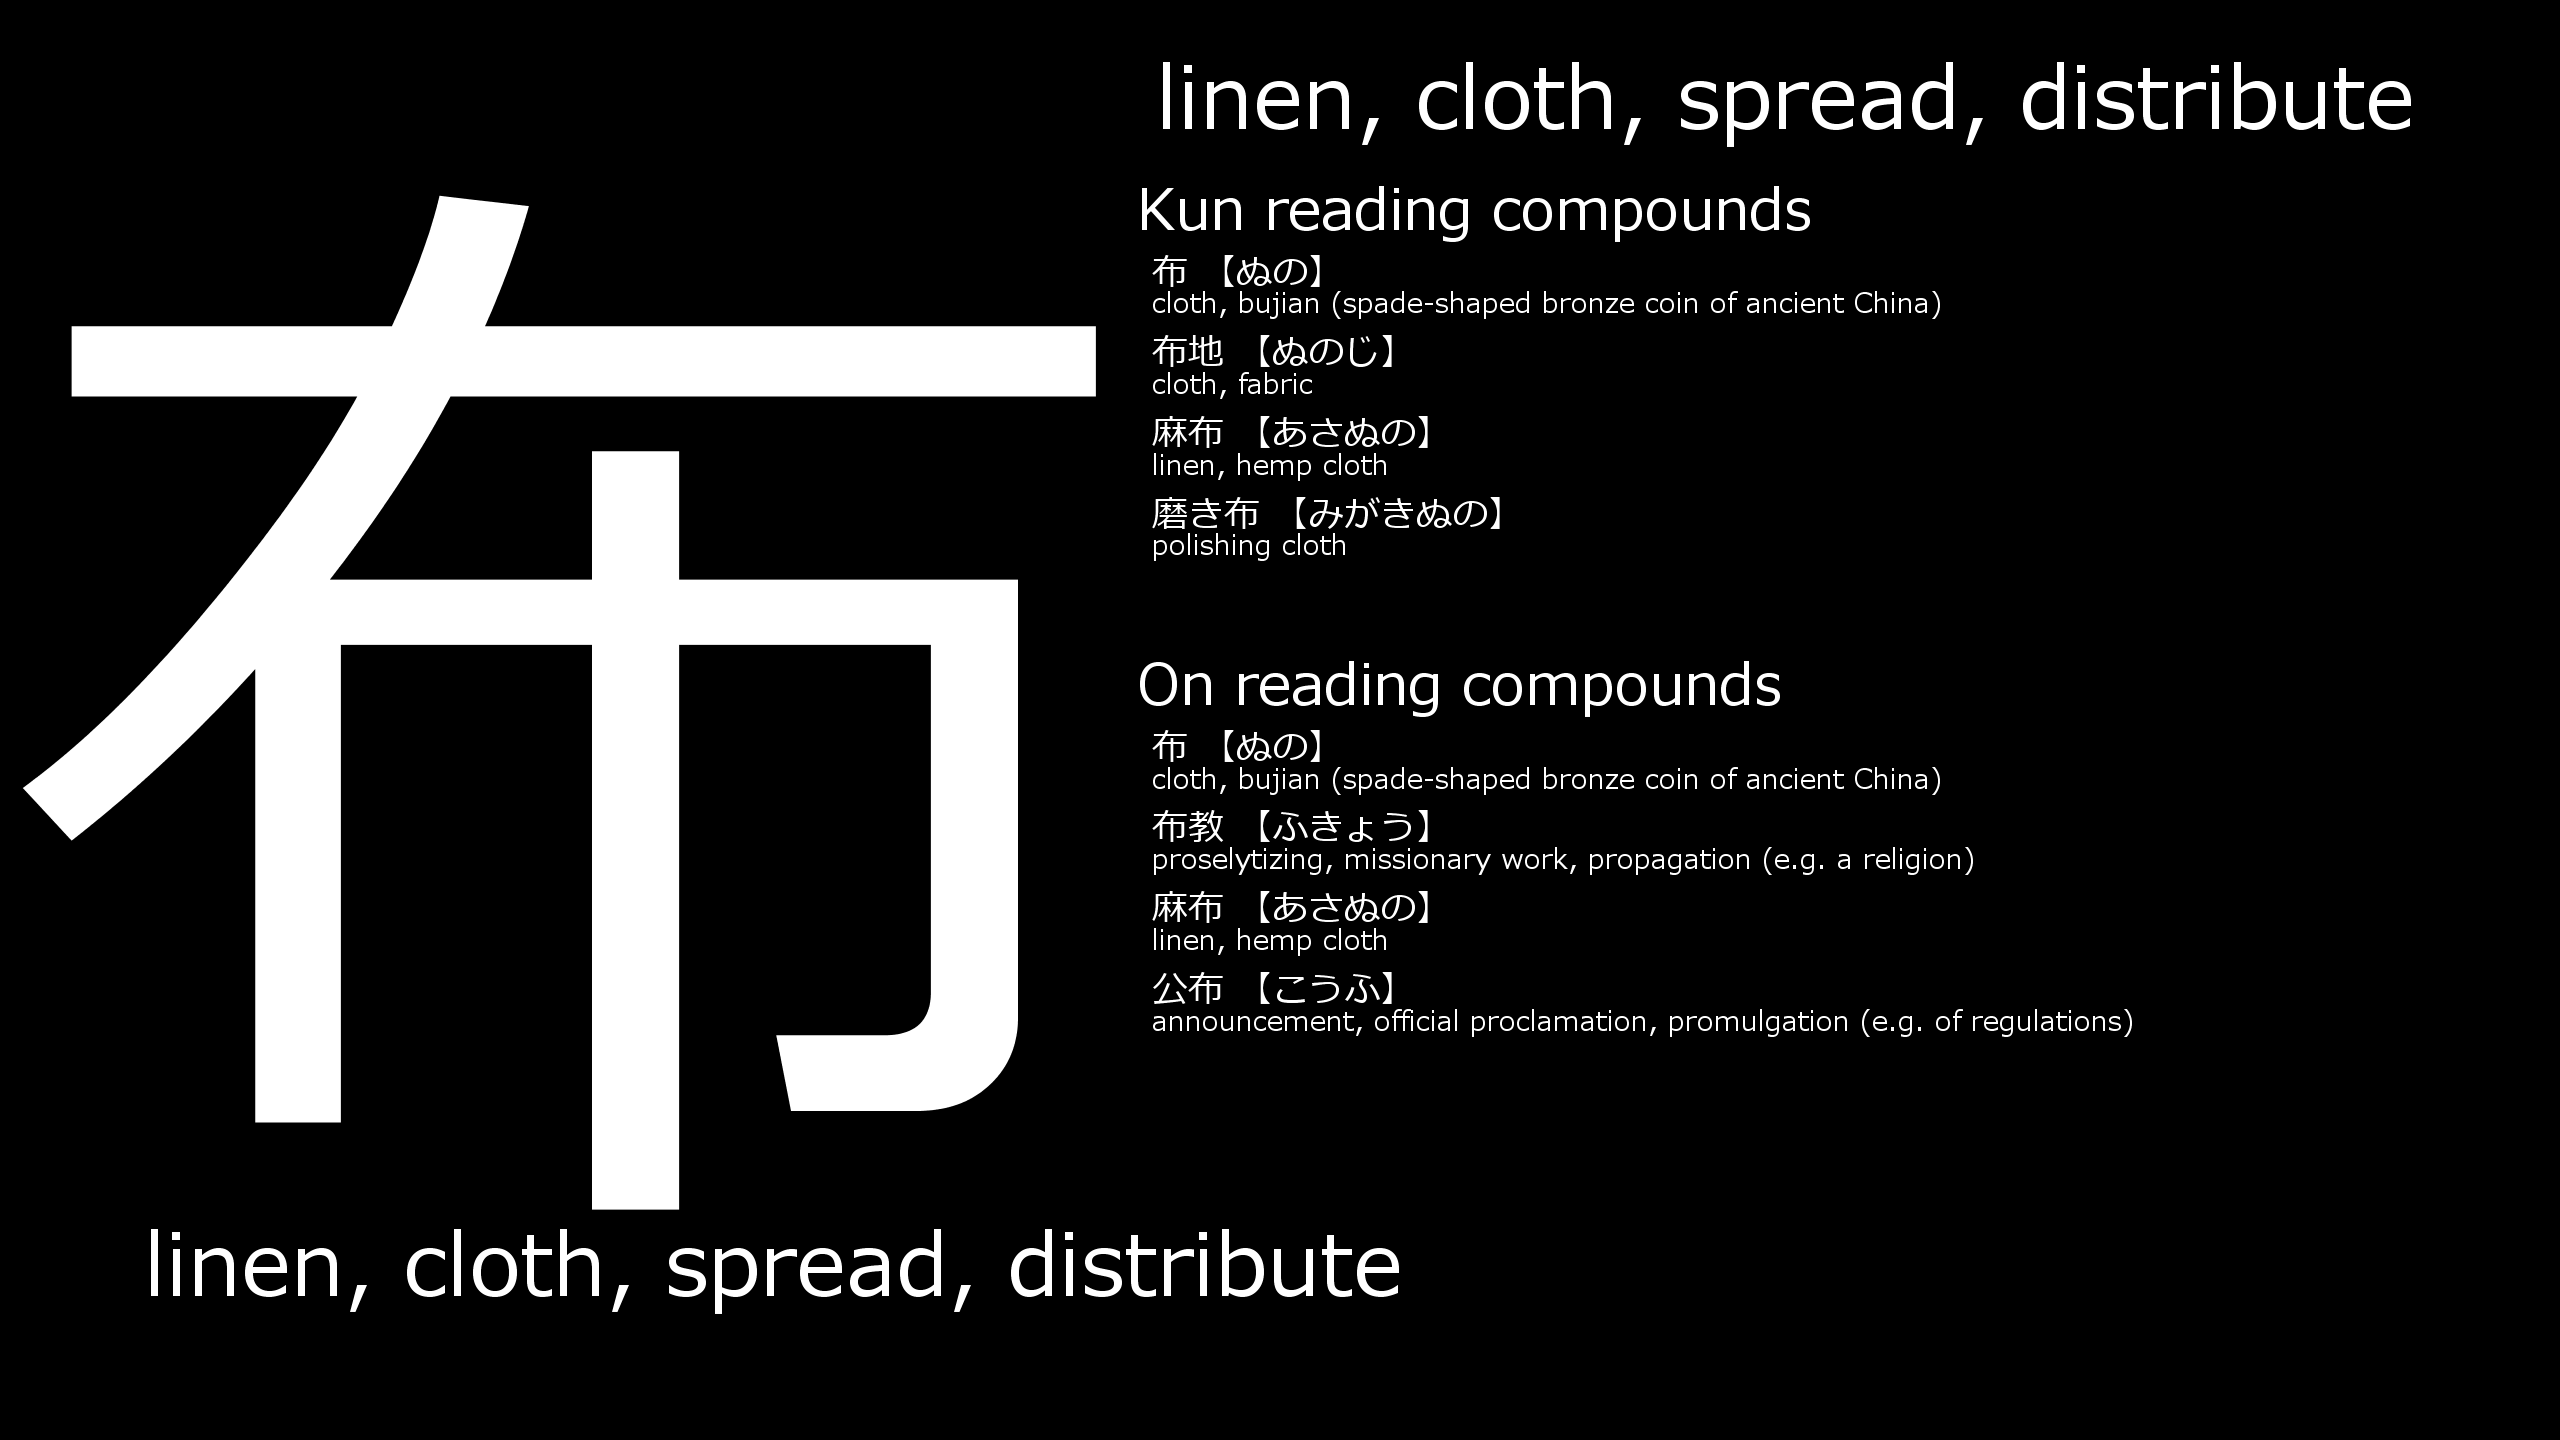 布
linen, cloth, spread, distribute
linen, cloth, spread, distribute
Kun reading compounds
布 【ぬの】
cloth, bujian (spade-shaped bronze coin of ancient China)
布地 【ぬのじ】
cloth, fabric
麻布 【あさぬの】
linen, hemp cloth
磨き布 【みがきぬの】
polishing cloth
On reading compounds
布 【ぬの】
cloth, bujian (spade-shaped bronze coin of ancient China)
布教 【ふきょう】
proselytizing, missionary work, propagation (e.g. a religion)
麻布 【あさぬの】
linen, hemp cloth
公布 【こうふ】
announcement, official proclamation, promulgation (e.g. of regulations)